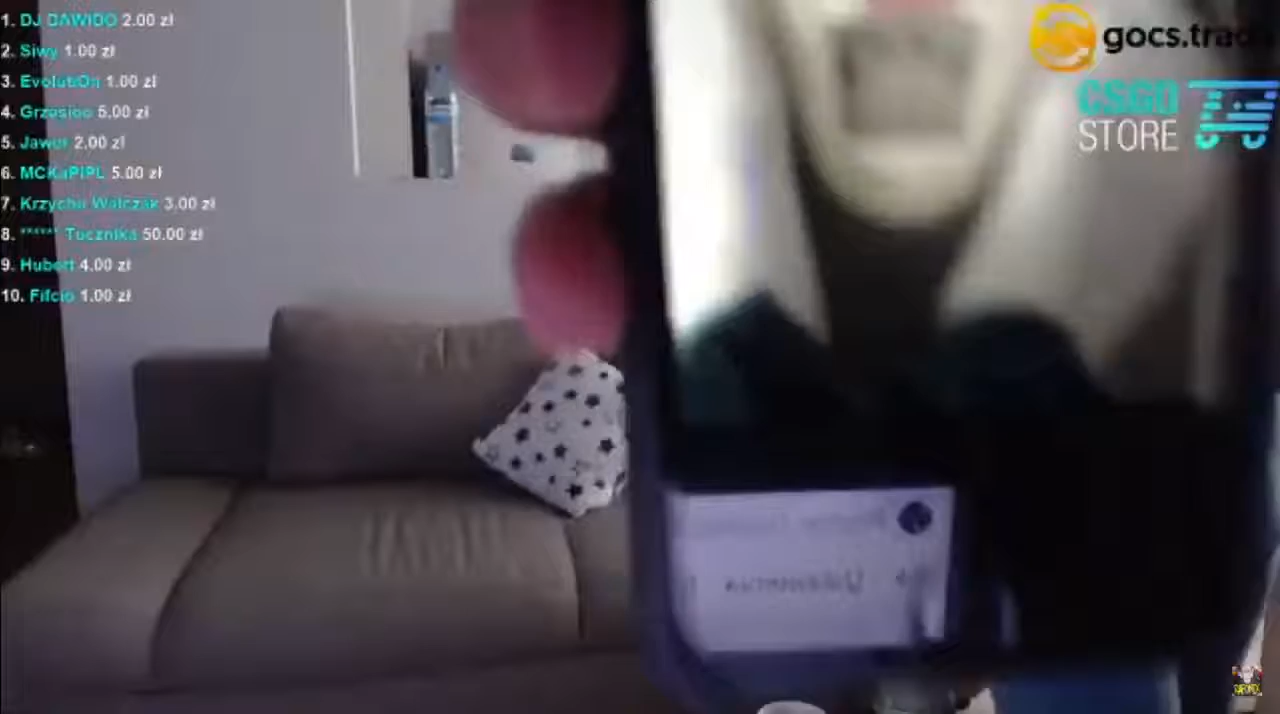 1. DJ DAWIDO 2.00 zł
2. Siwy 1.00 zł
3. EvolutiOn 1.00 zł
4. 5.00 zł
5. Jawor 2.00 zł
6. MCKaPIPL 5.00 zł
7. Krzychu Walczak 3.00 zł
8. ****** Tucznika 50.00 zł
9. Hubert 4.00 zł
10. Fifcio 1.00 zł
gocs.trade
CSGO
STORE